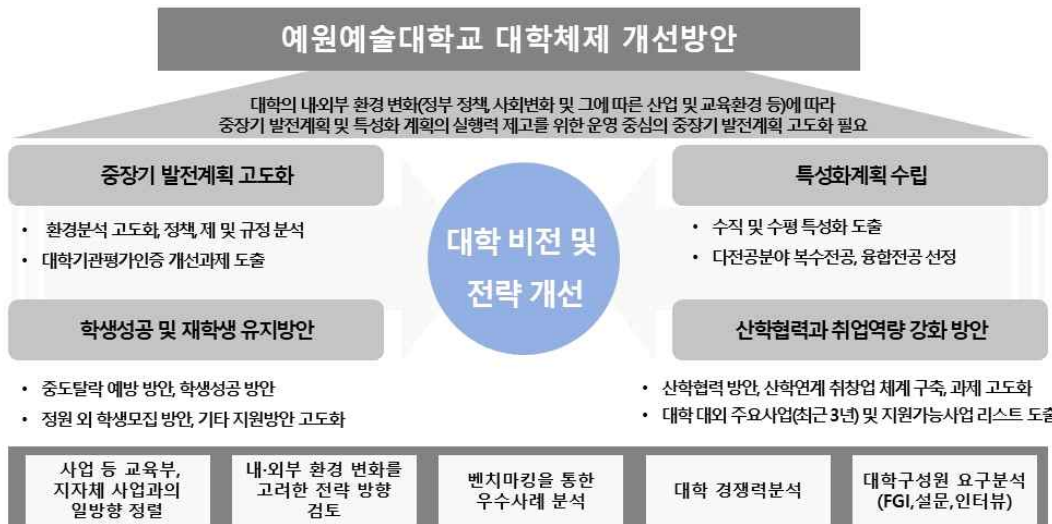 예원예술대학교 대학체제 개선방안
대학의 내·외부 환경 변화(정부 정책, 사회변화 및 그에 따른 산업 및 교육환경 등)에 따라
중장기 발전계획 및 특성화 계획의 실행력 제고를 위한 운영 중심의 중장기 발전계획 고도화 필요
중장기 발전계획 고도화
• 환경분석 고도화, 정책, 제 및 규정 분석
• 대학기관평가인증 개선과제 도출
특성화계획 수립
• 수직 및 수평 특성화 도출
• 다전공분야 복수전공, 융합전공 선정
대학 비전 및
전략 개선
학생성공 및 재학생 유지방안
• 중도탈락 예방 방안, 학생성공 방안
• 정원 외 학생모집 방안, 기타 지원방안 고도화
산학협력과 취업역량 강화 방안
• 산학협력 방안, 산학연계 취창업 체계 구축, 과제 고도화
• 대학 대외 주요사업(최근 3년) 및 지원가능사업 리스트 도출
사업 등 교육부,
지자체 사업과의
일방향 정렬
내·외부 환경 변화를
고려한 전략 방향
검토
벤치마킹을 통한
우수사례 분석
대학 경쟁력분석
대학구성원 요구분석
(FGI,설문,인터뷰)